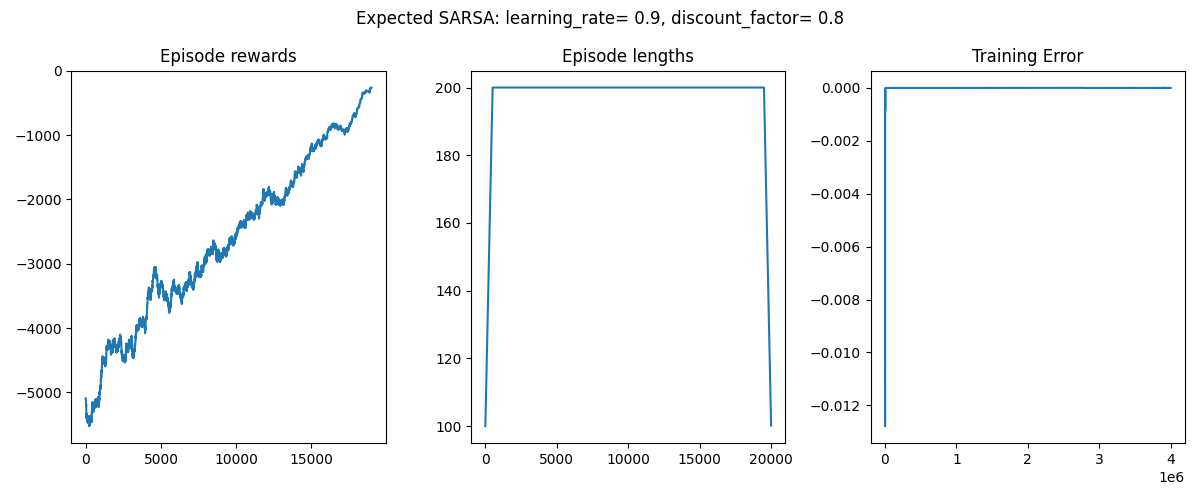 Expected SARSA: learning_rate= 0.9, discount_factor= 0.8
Episode rewards
0
−1000
−2000
−3000
−4000
−5000
0 5000 10000 15000
Episode lengths
200
180
160
140
120
100
0 5000 10000 15000 20000
Training Error
0.000
−0.002
−0.004
−0.006
−0.008
−0.010
−0.012
0 1 2 3 4
1e6